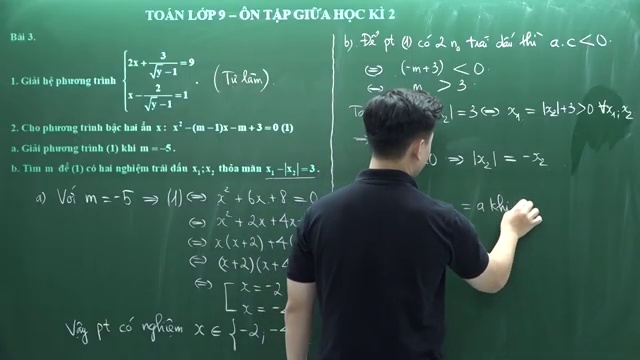 TOÁN LỚP 9 – ÔN TẬP GIỮA HỌC KÌ 2
Bài 3.
1. Giải hệ phương trình { 2x + 3/(√y−1) = 9
x − 2/(√y−1) = 1 . (Tự làm)
2. Cho phương trình bậc hai ẩn x : x² − (m−1)x − m + 3 = 0 (1)
a. Giải phương trình (1) khi m = −5.
b. Tìm m để (1) có hai nghiệm trái dấu x₁; x₂ thỏa mãn x₁ − |x₂| = 3.
a) Với m = −5 ⇒ (1) ⇔ x² + 6x + 8 = 0
⇔ x² + 2x + 4x
⇔ x(x+2) + 4(
⇔ (x+2)(x+4
⇔ [ x = −2
x = −4
Vậy pt có nghiệm x ∈ {−2; −4
b) Để pt (1) có 2 n₀ trái dấu thì a.c < 0.
⇔ (−m+3) < 0
⇔ m > 3
x₂| = 3 ⇔ x₁ = |x₂| + 3 > 0 ∀x₁; x₂
0 ⇒ |x₂| = −x₂
= a khi